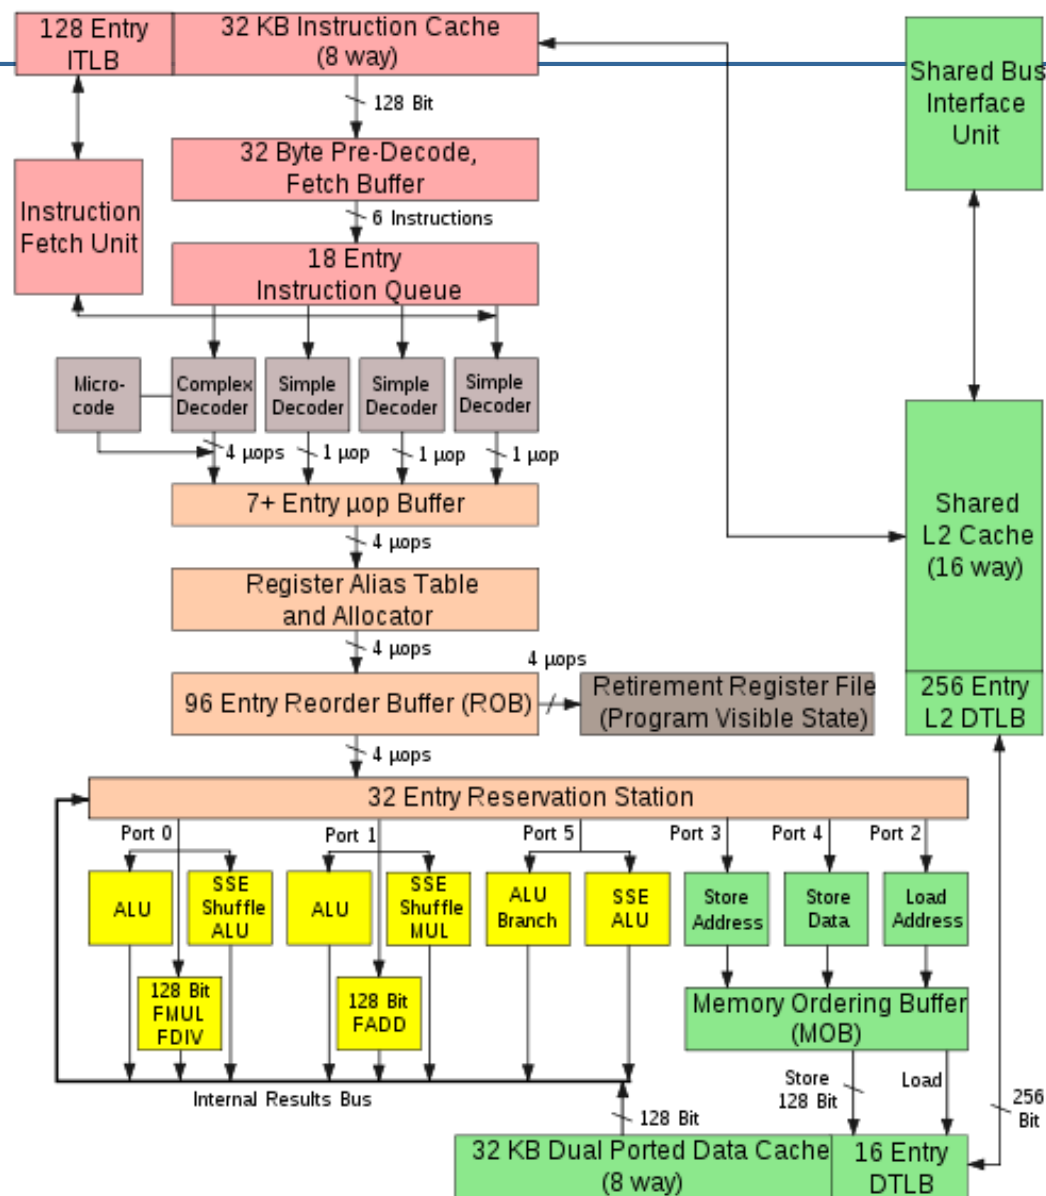 128 Entry
ITLB
32 KB Instruction Cache
(8 way)
Shared Bus
Interface
Unit
128 Bit
32 Byte Pre-Decode,
Fetch Buffer
Instruction
Fetch Unit
6 Instructions
18 Entry
Instruction Queue
Micro-
code
Complex
Decoder
Simple
Decoder
Simple
Decoder
Simple
Decoder
4 μops
1 μop
1 μop
1 μop
7+ Entry μop Buffer
Shared
L2 Cache
(16 way)
4 μops
Register Alias Table
and Allocator
4 μops
4 μops
96 Entry Reorder Buffer (ROB)
Retirement Register File
(Program Visible State)
256 Entry
L2 DTLB
4 μops
32 Entry Reservation Station
Port 0
Port 1
Port 5
Port 3
Port 4
Port 2
ALU
SSE
Shuffle
ALU
ALU
SSE
Shuffle
MUL
ALU
Branch
SSE
ALU
Store
Address
Store
Data
Load
Address
128 Bit
FMUL
FDIV
128 Bit
FADD
Memory Ordering Buffer
(MOB)
Internal Results Bus
Store
128 Bit
Load
128 Bit
256
Bit
32 KB Dual Ported Data Cache
(8 way)
16 Entry
DTLB